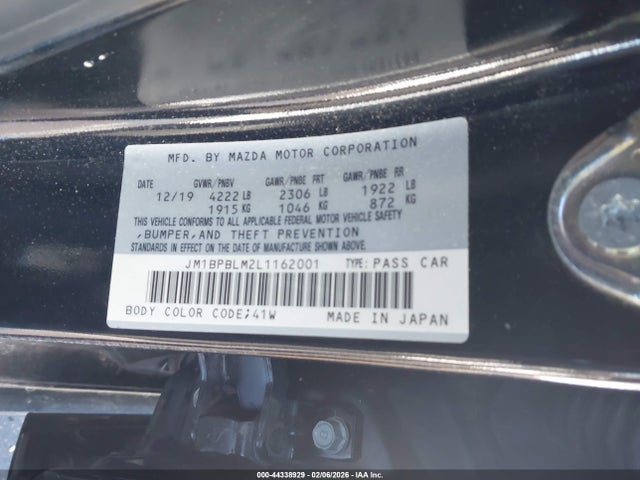 MFD. BY MAZDA MOTOR CORPORATION
DATE GVWR/PNBV GAWR/PNBE FRT GAWR/PNBE RR
12/19 4222 LB 2306 LB 1922 LB
1915 KG 1046 KG 872 KG
THIS VEHICLE CONFORMS TO ALL APPLICABLE FEDERAL MOTOR VEHICLE SAFETY
,BUMPER,AND THEFT PREVENTION
STANDARDS IN EFFECT ON THE DATE OF MANUFACTURE SHOWN ABOVE.
JM1BPBLM2L1162001 TYPE: PASS CAR
BODY COLOR CODE;41W MADE IN JAPAN
000-44338929 - 02/06/2026 - IAA Inc.